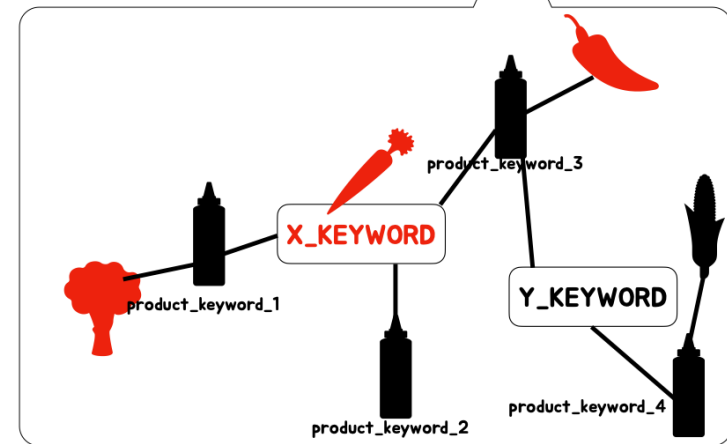 product_keyword_3
X_KEYWORD
Y_KEYWORD
product_keyword_1
product_keyword_4
product_keyword_2